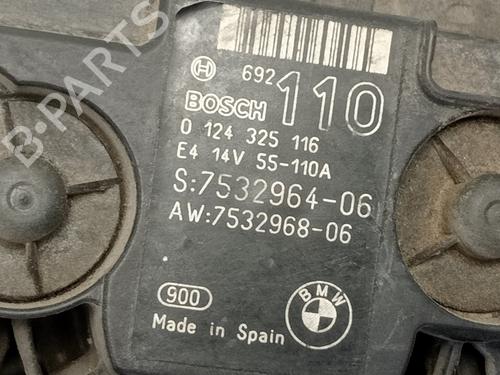 692 110
BOSCH
0 124 325 116
E4 14V 55-110A
S:7532964-06
AW:7532968-06
900
BMW
Made in Spain
B-PARTS